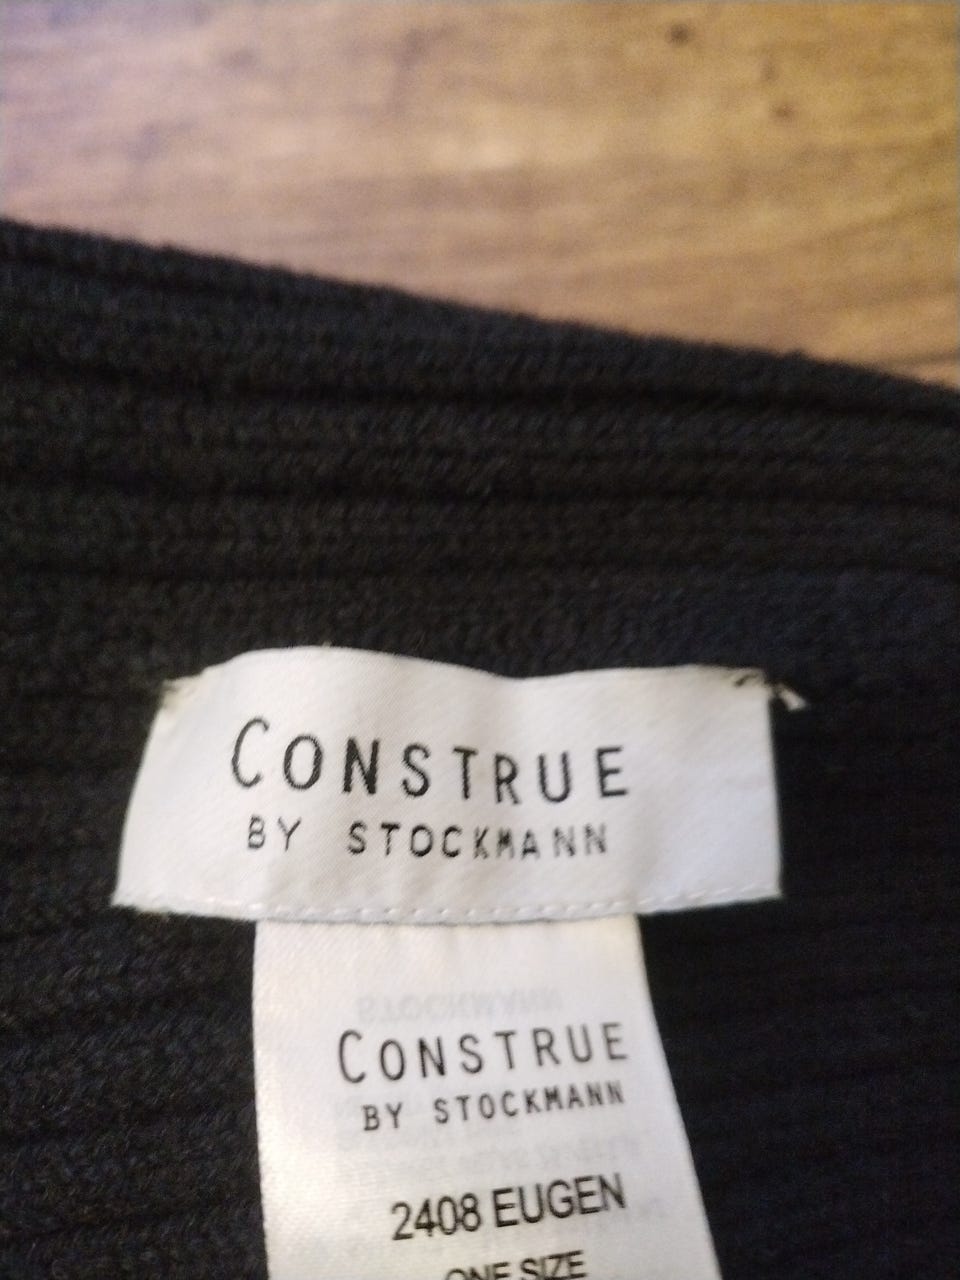 CONSTRUE
BY STOCKMANN
CONSTRUE
BY STOCKMANN
2408 EUGEN
ONE SIZE